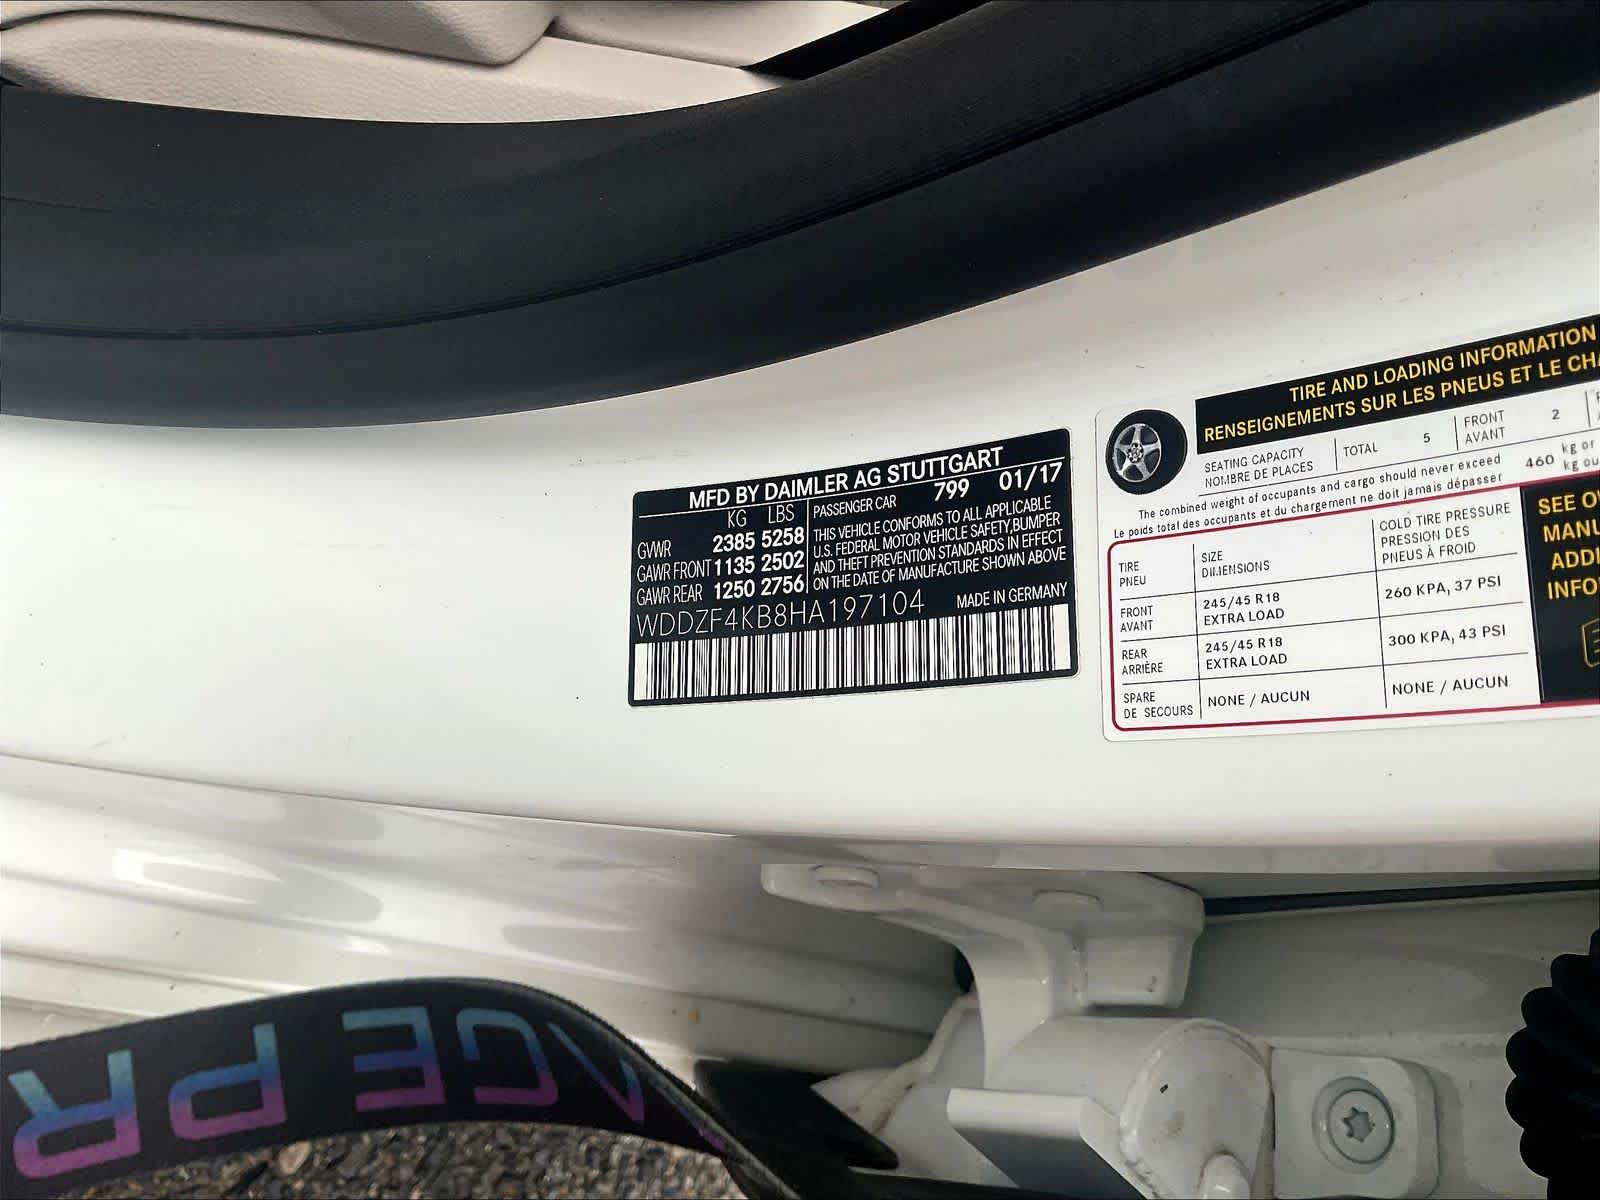 MFD BY DAIMLER AG STUTTGART
KG LBS PASSENGER CAR 799 01/17
GVWR 2385 5258
GAWR FRONT 1135 2502
GAWR REAR 1250 2756
THIS VEHICLE CONFORMS TO ALL APPLICABLE
U.S. FEDERAL MOTOR VEHICLE SAFETY, BUMPER
AND THEFT PREVENTION STANDARDS IN EFFECT
ON THE DATE OF MANUFACTURE SHOWN ABOVE
WDDZF4KB8HA197104 MADE IN GERMANY
TIRE AND LOADING INFORMATION
RENSEIGNEMENTS SUR LES PNEUS ET LE
SEATING CAPACITY
NOMBRE DE PLACES
TOTAL 5
FRONT
AVANT
2
The combined weight of occupants and cargo should never exceed
Le poids total des occupants et du chargement ne doit jamais dépasser
460 kg or
kg ou
TIRE
PNEU
SIZE
DIMENSIONS
COLD TIRE PRESSURE
PRESSION DES
PNEUS À FROID
FRONT
AVANT
245/45 R18
EXTRA LOAD
260 KPA, 37 PSI
REAR
ARRIÈRE
245/45 R18
EXTRA LOAD
300 KPA, 43 PSI
SPARE
DE SECOURS
NONE / AUCUN
NONE / AUCUN
SEE